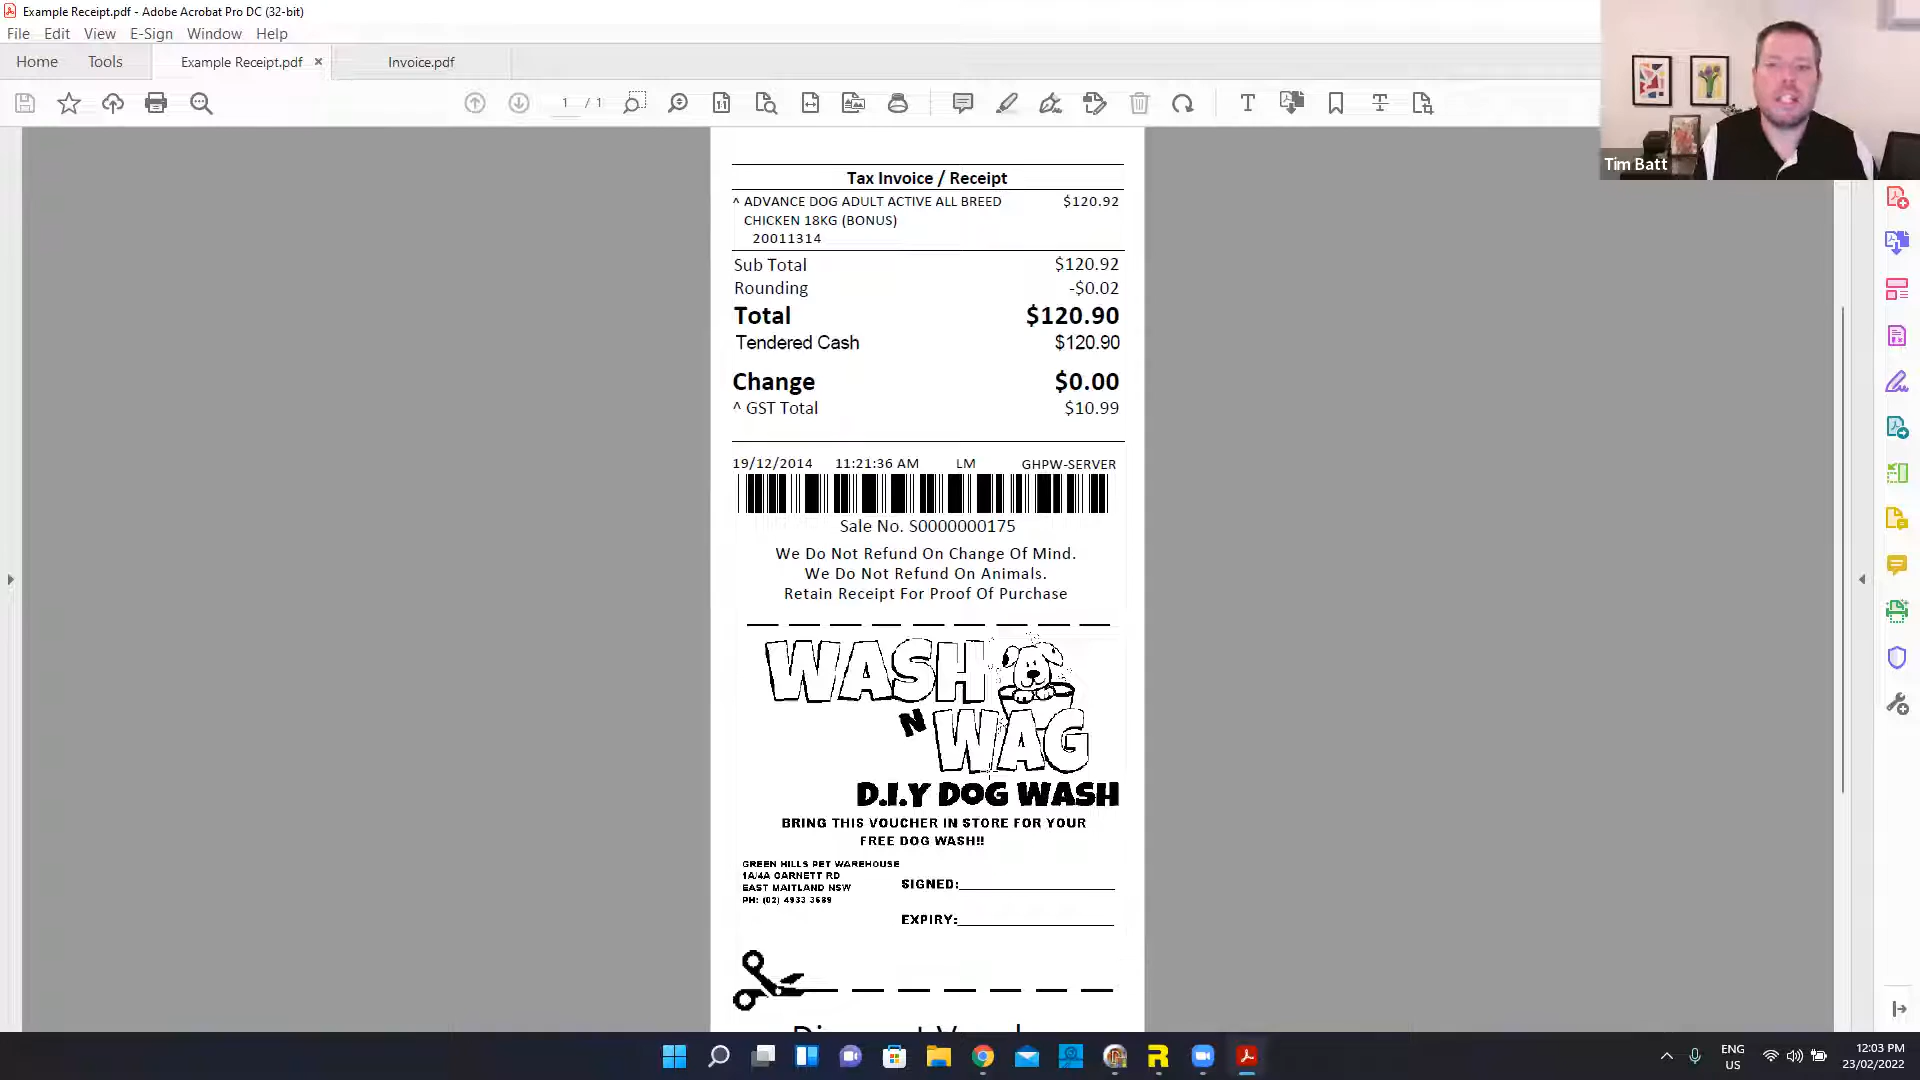 Example Receipt.pdf - Adobe Acrobat Pro DC (32-bit)
File Edit View E-Sign Window Help
Home Tools Example Receipt.pdf × Invoice.pdf
1 / 1
Tim Batt
Tax Invoice / Receipt
^ ADVANCE DOG ADULT ACTIVE ALL BREED $120.92
CHICKEN 18KG (BONUS)
20011314
Sub Total $120.92
Rounding -$0.02
Total $120.90
Tendered Cash $120.90
Change $0.00
^ GST Total $10.99
19/12/2014 11:21:36 AM LM GHPW-SERVER
Sale No. S0000000175
We Do Not Refund On Change Of Mind.
We Do Not Refund On Animals.
Retain Receipt For Proof Of Purchase
WASH
N WAG
D.I.Y DOG WASH
BRING THIS VOUCHER IN STORE FOR YOUR
FREE DOG WASH!!
GREEN HILLS PET WAREHOUSE
1A/4A GARNETT RD
EAST MAITLAND NSW
PH: (02) 4933 3689
SIGNED:
EXPIRY:
ENG
US
12:03 PM
23/02/2022